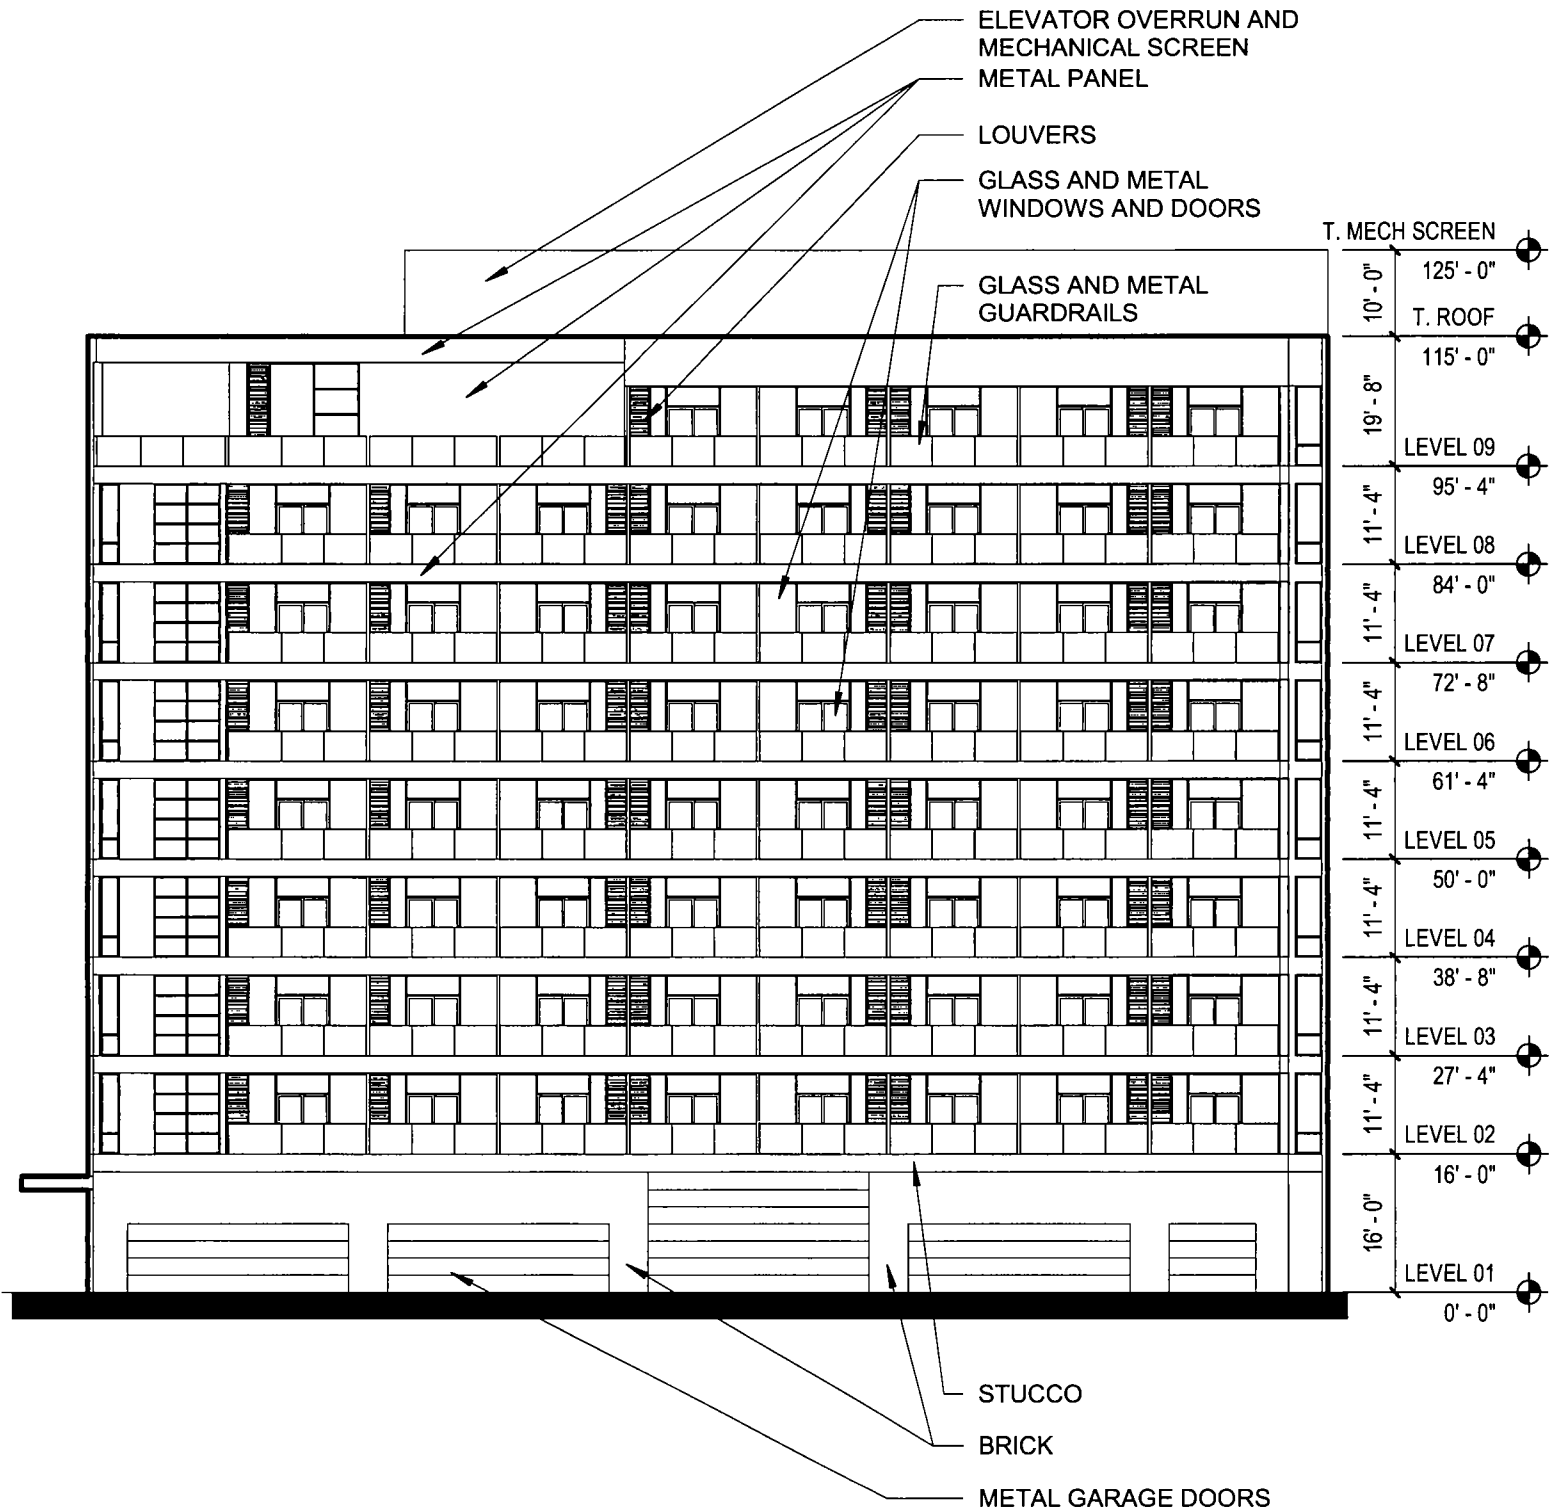 ELEVATOR OVERRUN AND
MECHANICAL SCREEN
METAL PANEL
LOUVERS
GLASS AND METAL
WINDOWS AND DOORS
GLASS AND METAL
GUARDRAILS
T. MECH SCREEN
125' - 0"
10' - 0"
T. ROOF
115' - 0"
19' - 8"
LEVEL 09
95' - 4"
11' - 4"
LEVEL 08
84' - 0"
11' - 4"
LEVEL 07
72' - 8"
11' - 4"
LEVEL 06
61' - 4"
11' - 4"
LEVEL 05
50' - 0"
11' - 4"
LEVEL 04
38' - 8"
11' - 4"
LEVEL 03
27' - 4"
11' - 4"
LEVEL 02
16' - 0"
16' - 0"
LEVEL 01
0' - 0"
STUCCO
BRICK
METAL GARAGE DOORS